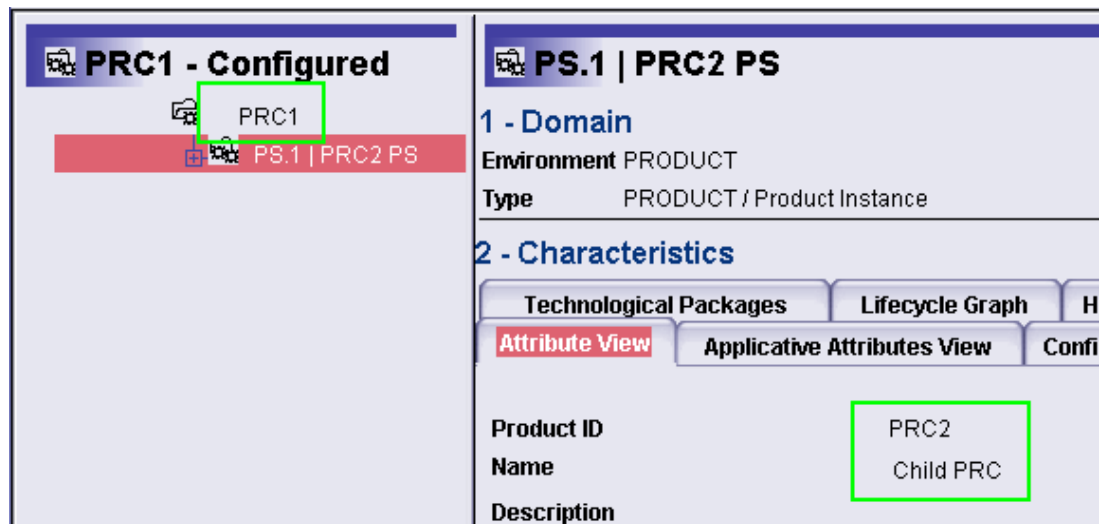 PRC1 - Configured
PRC1
PS.1 | PRC2 PS
PS.1 | PRC2 PS
1 - Domain
Environment PRODUCT
Type PRODUCT / Product Instance
2 - Characteristics
Technological Packages Lifecycle Graph H
Attribute View Applicative Attributes View Confi
Product ID PRC2
Name Child PRC
Description